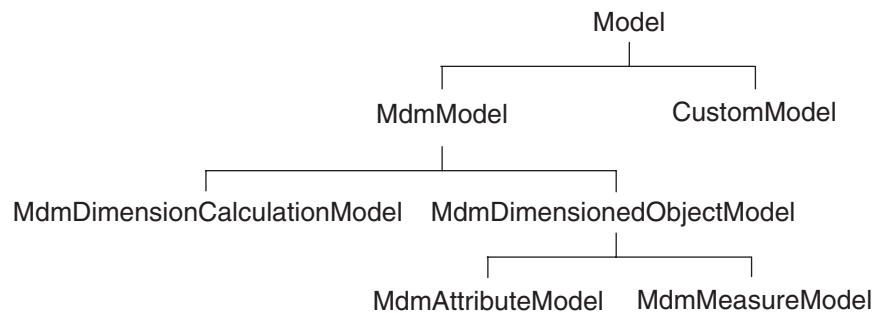 Model
MdmModel CustomModel
MdmDimensionCalculationModel MdmDimensionedObjectModel
MdmAttributeModel MdmMeasureModel